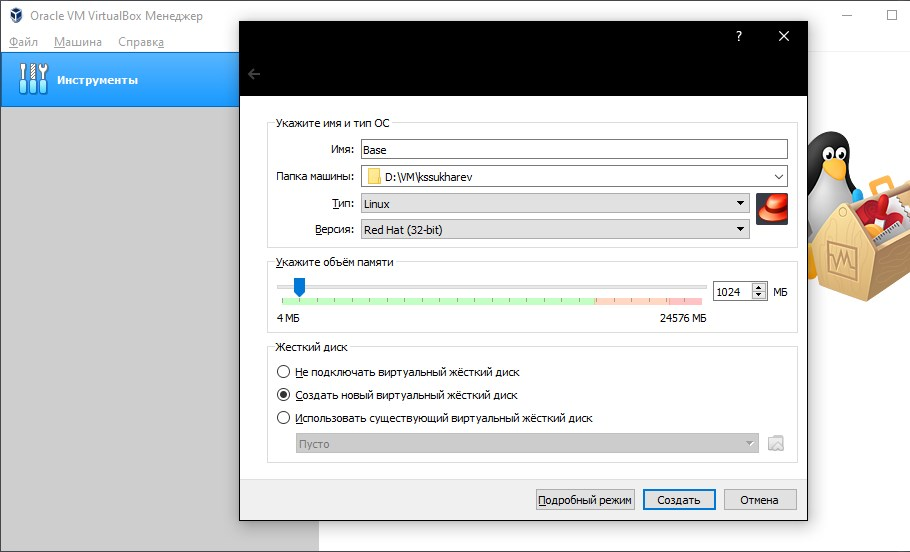 Oracle VM VirtualBox Менеджер
Файл Машина Справка
?
Инструменты
Укажите имя и тип ОС
Имя: Base
Папка машины: D:\VM\kssukharev
Тип: Linux
Версия: Red Hat (32-bit)
Укажите объём памяти
1024 МБ
4 МБ 24576 МБ
Жесткий диск
Не подключать виртуальный жёсткий диск
Создать новый виртуальный жёсткий диск
Использовать существующий виртуальный жёсткий диск
Пусто
Подробный режим Создать Отмена